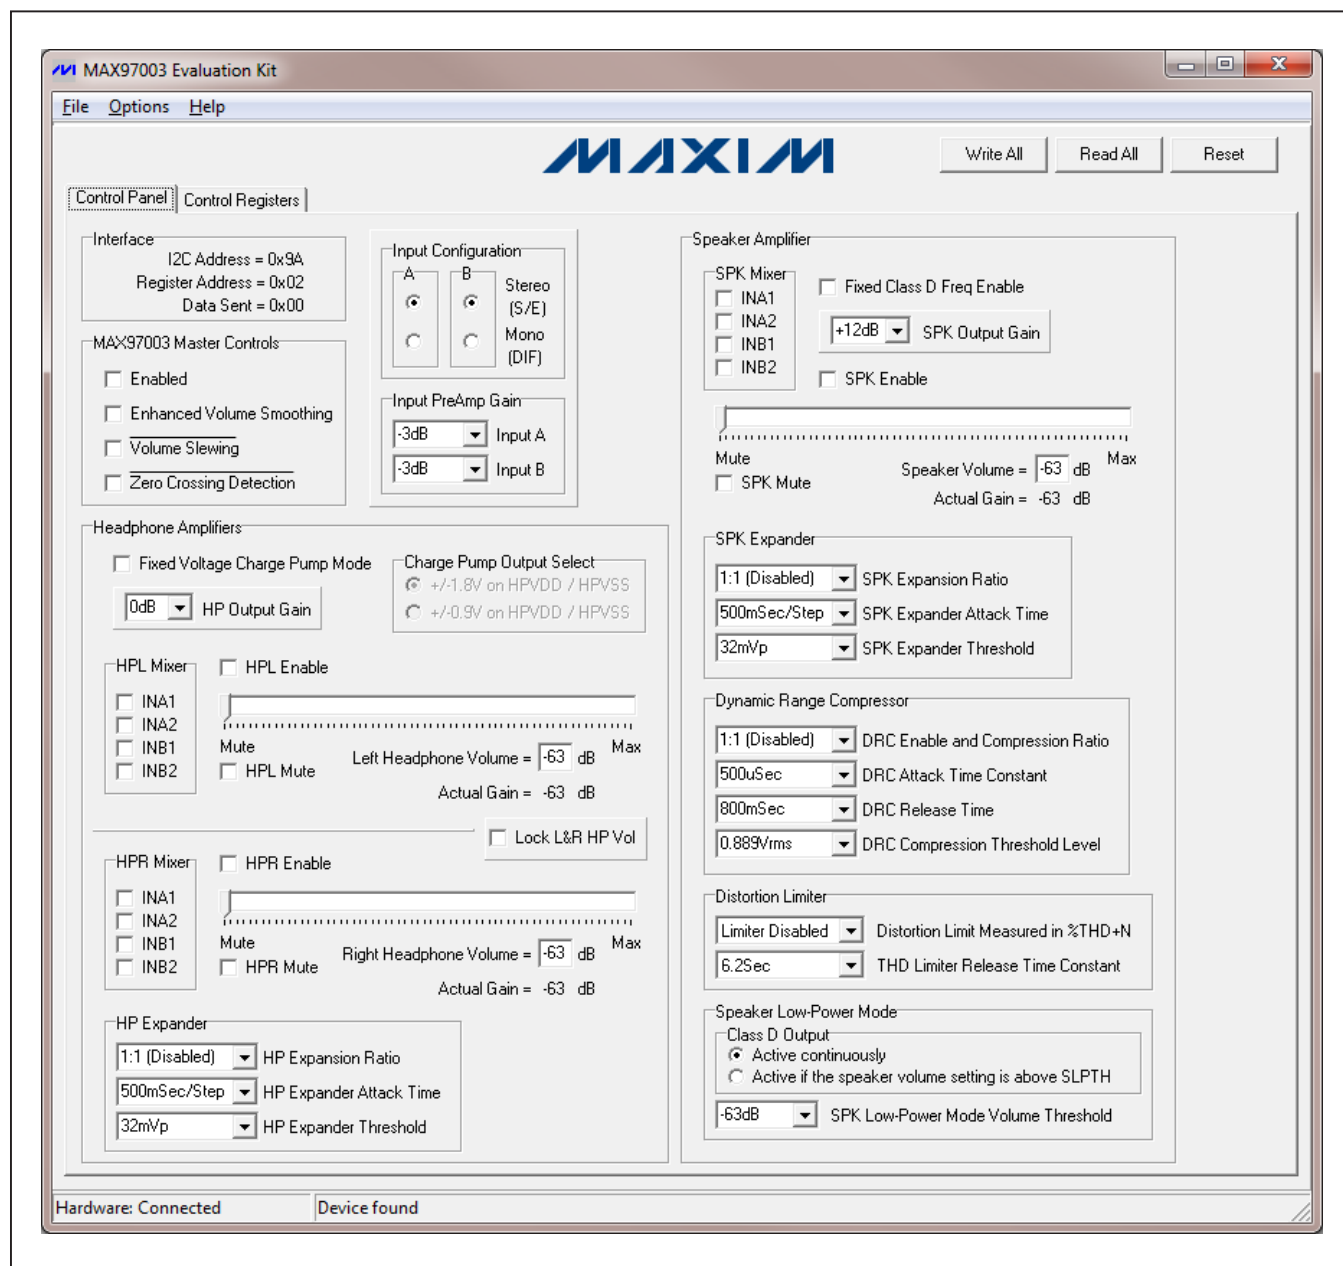 MAX97003 Evaluation Kit
File Options Help
MAXIM
Write All Read All Reset
Control Panel Control Registers
Interface
I2C Address = 0x9A
Register Address = 0x02
Data Sent = 0x00
MAX97003 Master Controls
Enabled
Enhanced Volume Smoothing
Volume Slewing
Zero Crossing Detection
Input Configuration
A B
Stereo
(S/E)
Mono
(DIF)
Input PreAmp Gain
-3dB Input A
-3dB Input B
Headphone Amplifiers
Fixed Voltage Charge Pump Mode
0dB HP Output Gain
Charge Pump Output Select
+/-1.8V on HPVDD / HPVSS
+/-0.9V on HPVDD / HPVSS
HPL Mixer
INA1
INA2
INB1
INB2
HPL Enable
Mute Max
HPL Mute
Left Headphone Volume = -63 dB
Actual Gain = -63 dB
Lock L&R HP Vol
HPR Mixer
INA1
INA2
INB1
INB2
HPR Enable
Mute Max
HPR Mute
Right Headphone Volume = -63 dB
Actual Gain = -63 dB
HP Expander
1:1 (Disabled) HP Expansion Ratio
500mSec/Step HP Expander Attack Time
32mVp HP Expander Threshold
Speaker Amplifier
SPK Mixer
INA1
INA2
INB1
INB2
Fixed Class D Freq Enable
+12dB SPK Output Gain
SPK Enable
Mute Max
SPK Mute
Speaker Volume = -63 dB
Actual Gain = -63 dB
SPK Expander
1:1 (Disabled) SPK Expansion Ratio
500mSec/Step SPK Expander Attack Time
32mVp SPK Expander Threshold
Dynamic Range Compressor
1:1 (Disabled) DRC Enable and Compression Ratio
500uSec DRC Attack Time Constant
800mSec DRC Release Time
0.889Vrms DRC Compression Threshold Level
Distortion Limiter
Limiter Disabled Distortion Limit Measured in %THD+N
6.2Sec THD Limiter Release Time Constant
Speaker Low-Power Mode
Class D Output
Active continuously
Active if the speaker volume setting is above SLPTH
-63dB SPK Low-Power Mode Volume Threshold
Hardware: Connected Device found